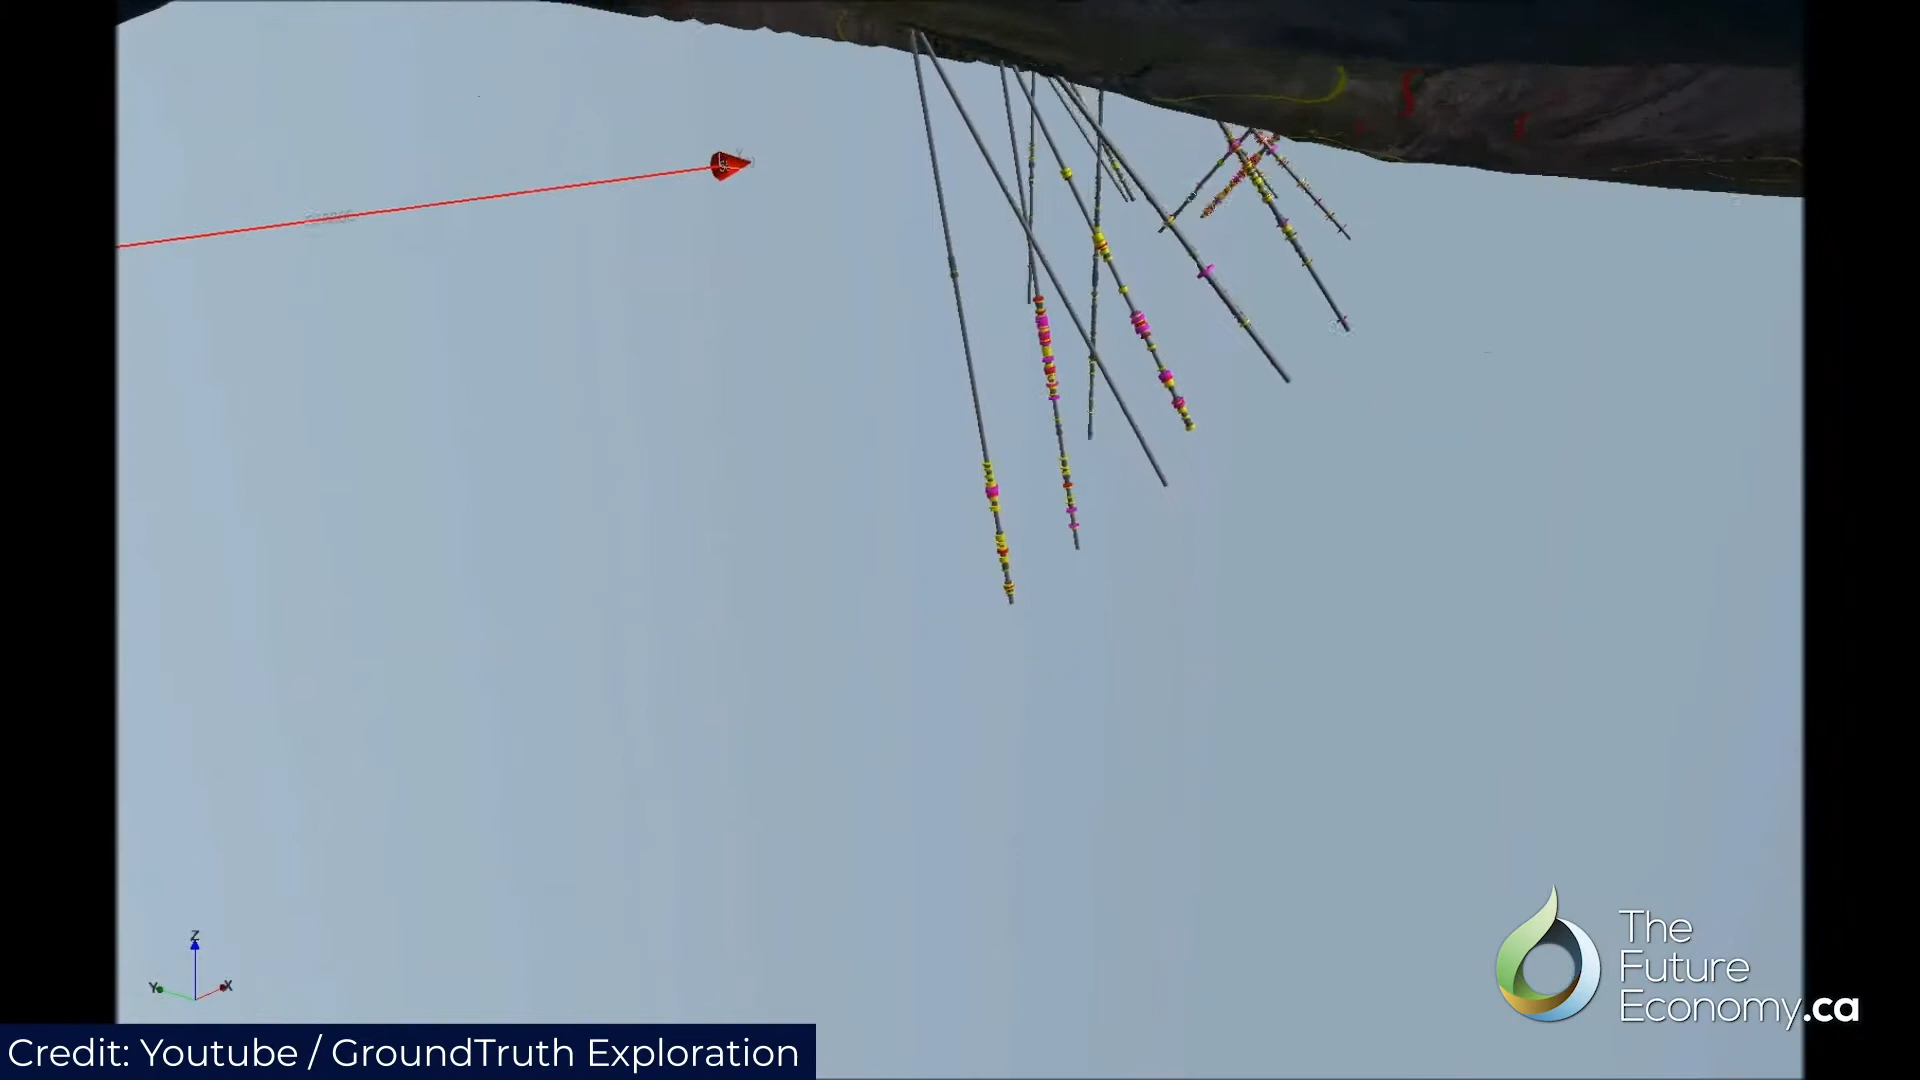 Z
Y
X
The
Future
Economy.ca
Credit: Youtube / GroundTruth Exploration